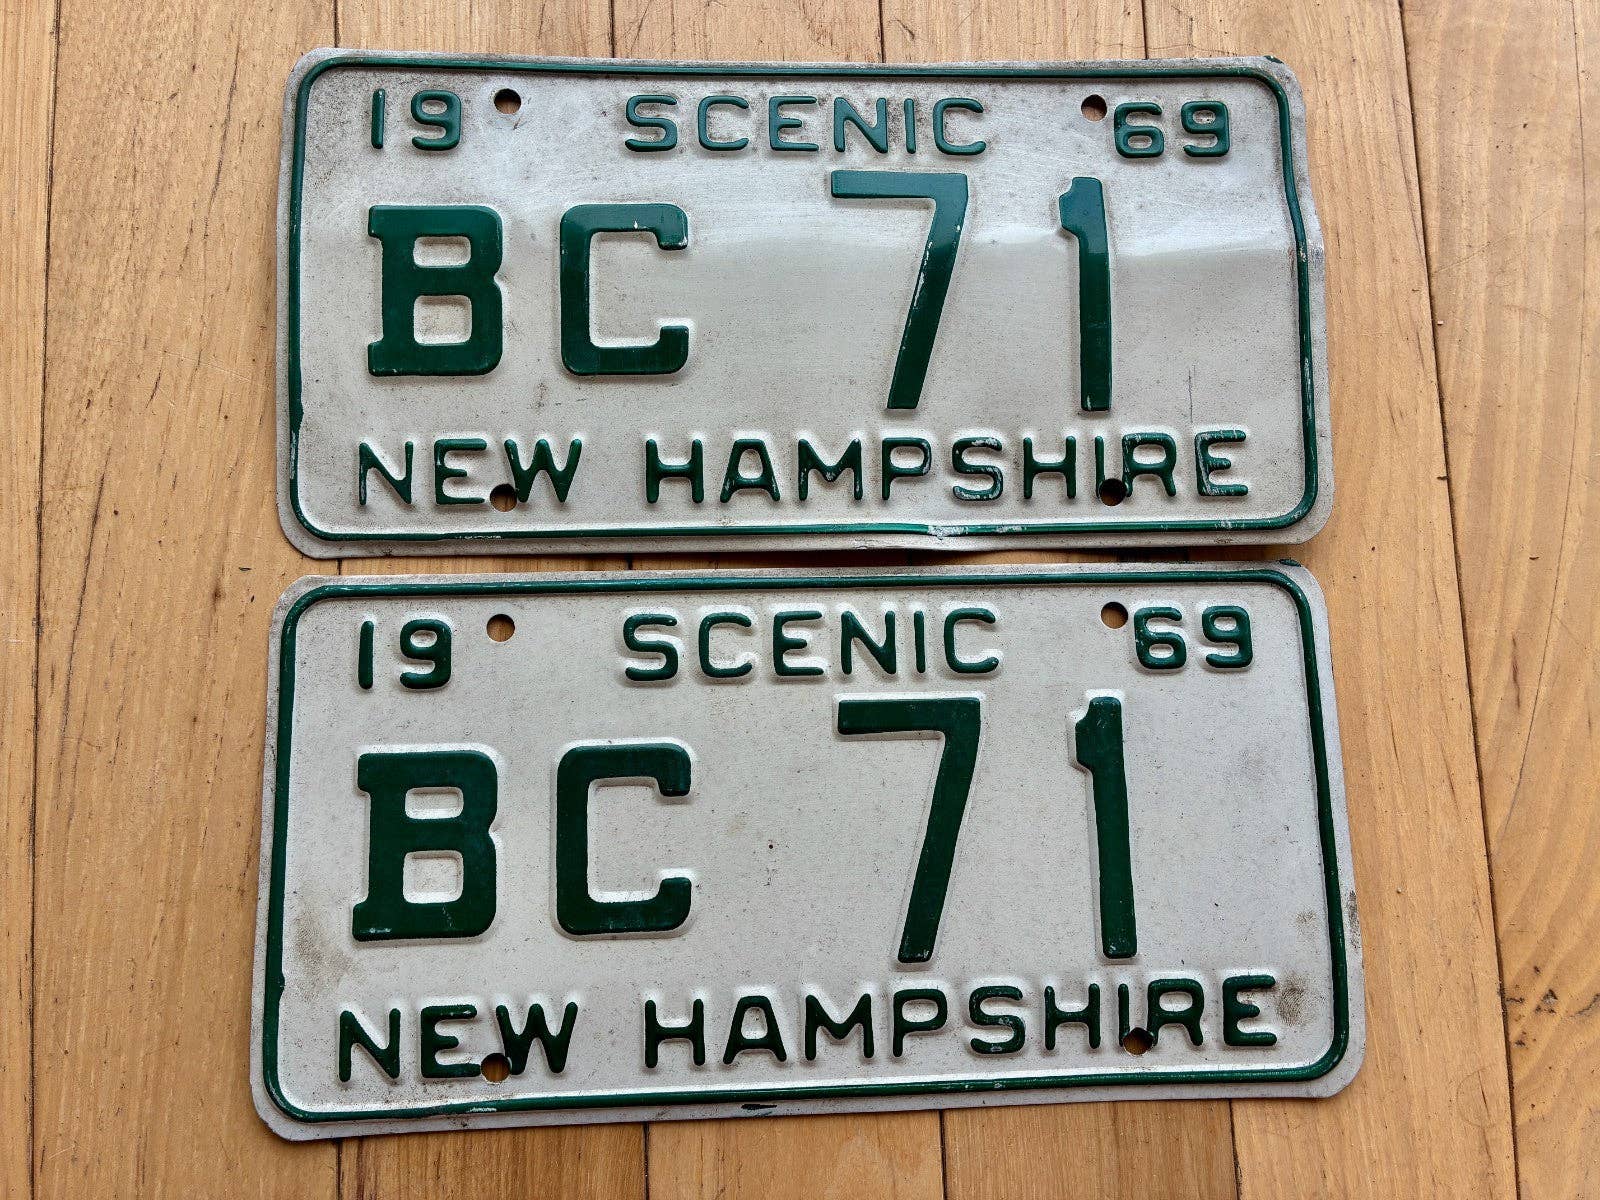 19 SCENIC 69
BC 71
NEW HAMPSHIRE
19 SCENIC 69
BC 71
NEW HAMPSHIRE